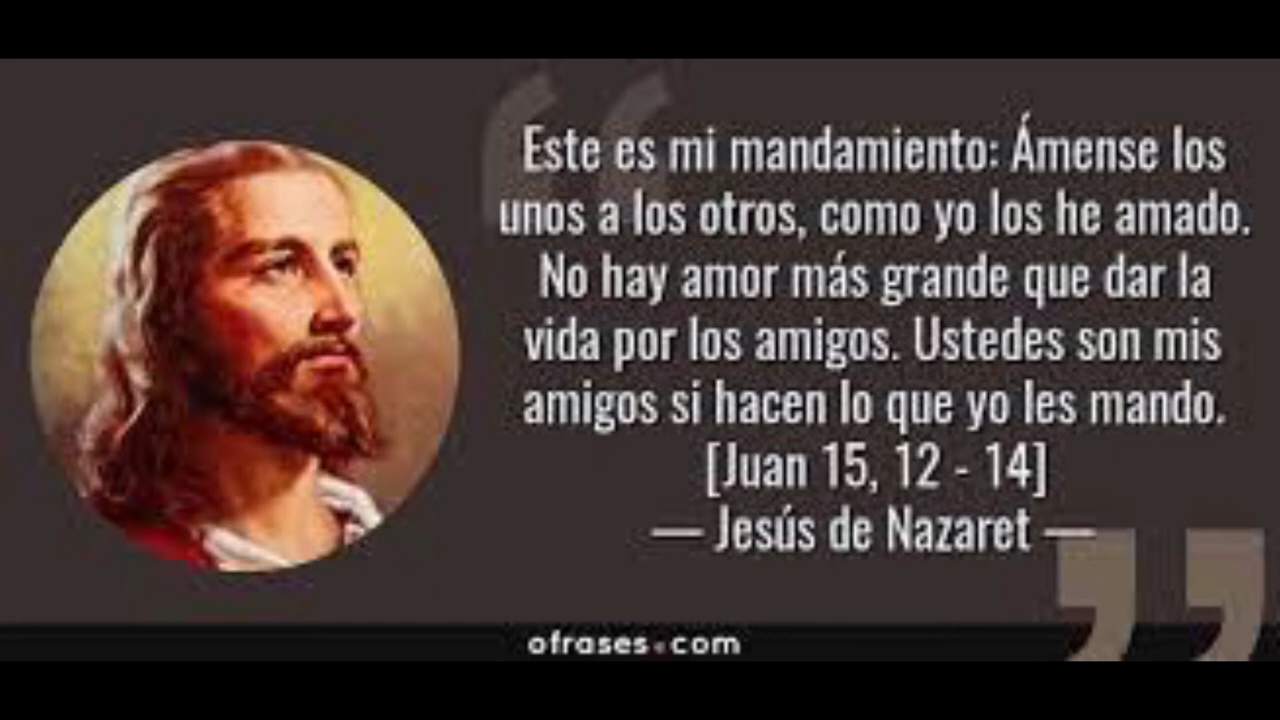 Este es mi mandamiento: Ámense los
unos a los otros, como yo los he amado.
No hay amor más grande que dar la
vida por los amigos. Ustedes son mis
amigos si hacen lo que yo les mando.
[Juan 15, 12 - 14]
— Jesús de Nazaret —
ofrases.com